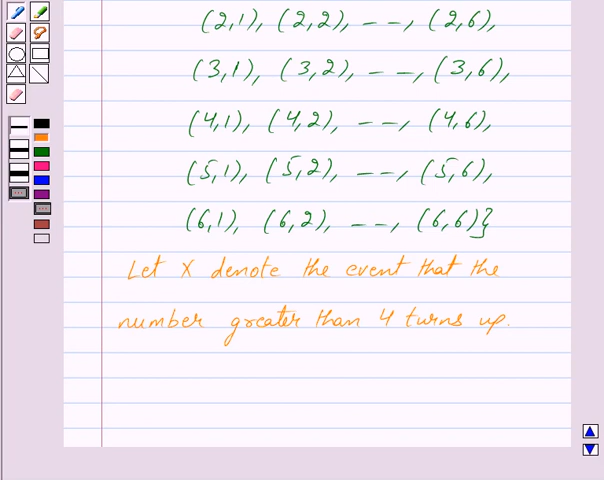 (2,1), (2,2), - -, (2,6),
(3,1), (3,2), - -, (3,6),
(4,1), (4,2), - -, (4,6),
(5,1), (5,2), - -, (5,6),
(6,1), (6,2), - -, (6,6)}
Let X denote the event that the
number greater than 4 turns up.